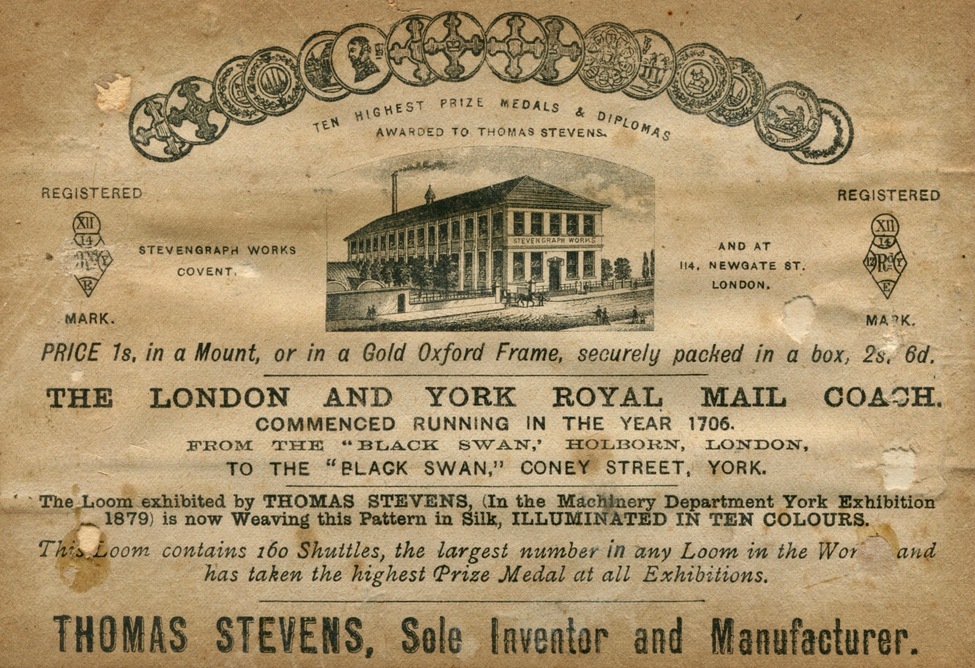 TEN HIGHEST PRIZE MEDALS & DIPLOMAS
AWARDED TO THOMAS STEVENS.
REGISTERED
XII
14
E
MARK.
STEVENGRAPH WORKS
COVENT.
STEVENGRAPH WORKS
AND AT
114, NEWGATE ST.
LONDON.
REGISTERED
XII
14
12 Rd Y
E
MARK.
PRICE 1s. in a Mount, or in a Gold Oxford Frame, securely packed in a box, 2s. 6d.
THE LONDON AND YORK ROYAL MAIL COACH.
COMMENCED RUNNING IN THE YEAR 1706.
FROM THE "BLACK SWAN,' HOLBORN, LONDON,
TO THE "BLACK SWAN," CONEY STREET, YORK.
The Loom exhibited by THOMAS STEVENS, (In the Machinery Department York Exhibition
1879) is now Weaving this Pattern in Silk, ILLUMINATED IN TEN COLOURS.
This Loom contains 160 Shuttles, the largest number in any Loom in the Wor and
has taken the highest Prize Medal at all Exhibitions.
THOMAS STEVENS, Sole Inventor and Manufacturer.